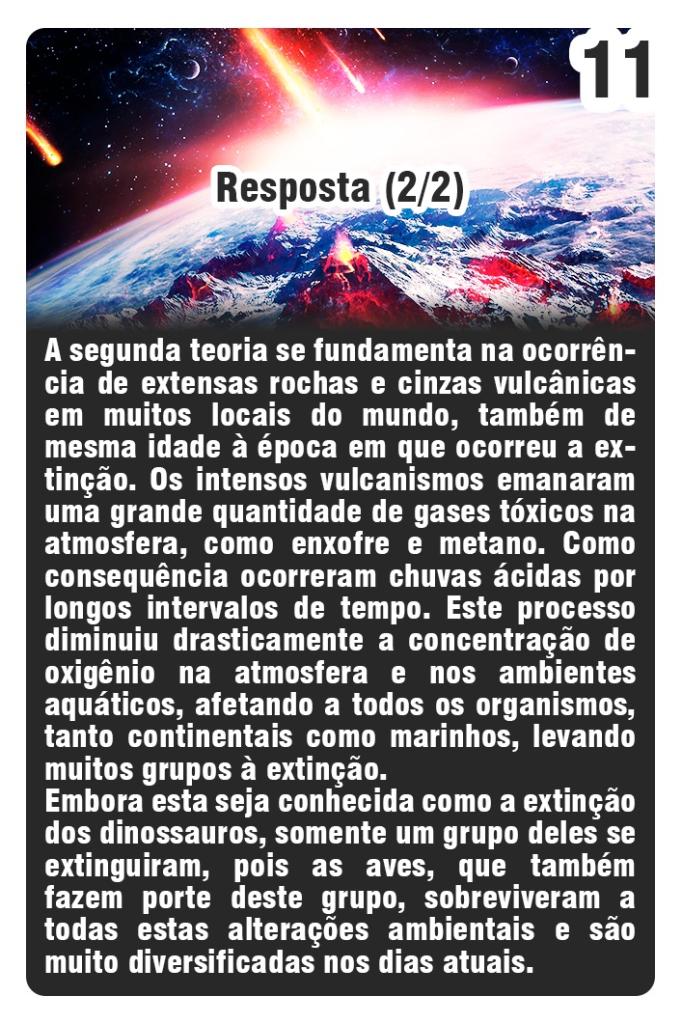 11
Resposta (2/2)
A segunda teoria se fundamenta na ocorrên-
cia de extensas rochas e cinzas vulcânicas
em muitos locais do mundo, também de
mesma idade à época em que ocorreu a ex-
tinção. Os intensos vulcanismos emanaram
uma grande quantidade de gases tóxicos na
atmosfera, como enxofre e metano. Como
consequência ocorreram chuvas ácidas por
longos intervalos de tempo. Este processo
diminuiu drasticamente a concentração de
oxigênio na atmosfera e nos ambientes
aquáticos, afetando a todos os organismos,
tanto continentais como marinhos, levando
muitos grupos à extinção.
Embora esta seja conhecida como a extinção
dos dinossauros, somente um grupo deles se
extinguiram, pois as aves, que também
fazem porte deste grupo, sobreviveram a
todas estas alterações ambientais e são
muito diversificadas nos dias atuais.